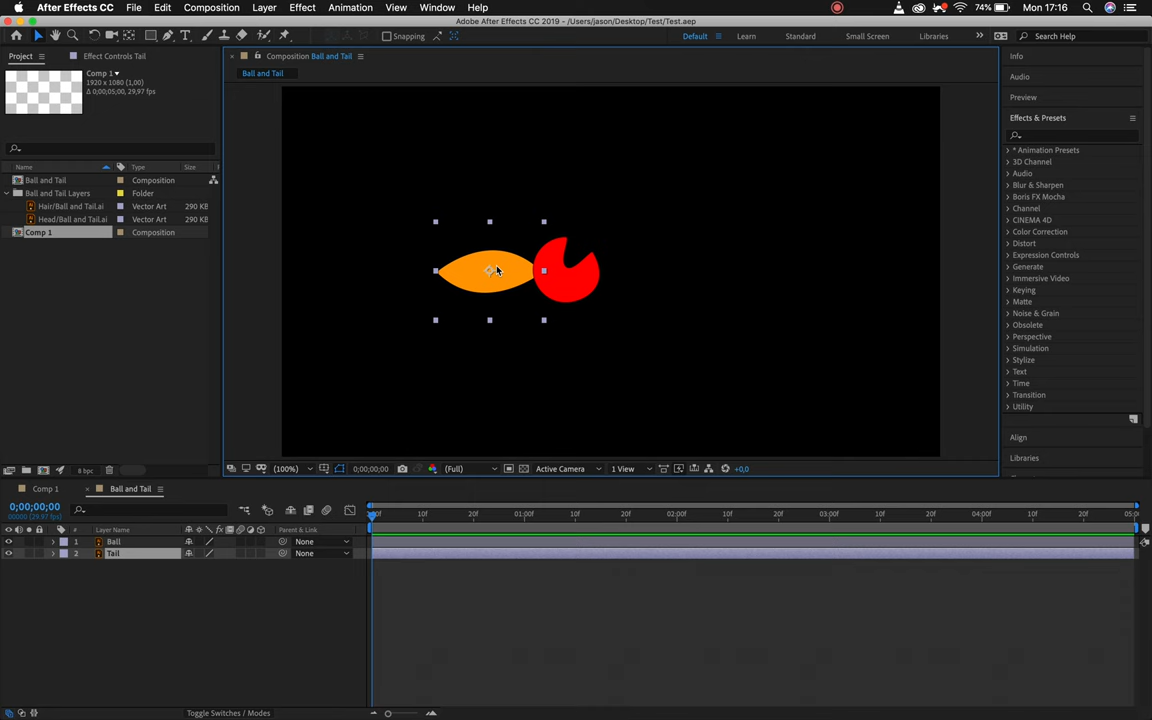 After Effects CC File Edit Composition Layer Effect Animation View Window Help 74% Mon 17:16
Adobe After Effects CC 2019 - /Users/jason/Desktop/Test/Test.aep
Snapping Default Learn Standard Small Screen Libraries Search Help
Project Effect Controls Tail
Comp 1
1920 x 1080 (1,00)
Δ 0;00;05;00, 29,97 fps)
Name Type Size
Ball and Tail Composition
Ball and Tail Layers Folder
Hair/Ball and Tail.ai Vector Art 290 KB
Head/Ball and Tail.ai Vector Art 290 KB
Comp 1 Composition
8 bpc
Composition Ball and Tail
Ball and Tail
(100%) 0;00;00;00 (Full) Active Camera 1 View +0,0
Info
Audio
Preview
Effects & Presets
* Animation Presets
3D Channel
Audio
Blur & Sharpen
Boris FX Mocha
Channel
CINEMA 4D
Color Correction
Distort
Expression Controls
Generate
Immersive Video
Keying
Matte
Noise & Grain
Obsolete
Perspective
Simulation
Stylize
Text
Time
Transition
Utility
Align
Libraries
Comp 1 Ball and Tail
0;00;00;00
00000 (29.97 fps)
:00f 10f 20f 01:00f 10f 20f 02:00f 10f 20f 03:00f 10f 20f 04:00f 10f 20f 05:0
# Layer Name Parent & Link
1 Ball None
2 Tail None
Toggle Switches / Modes